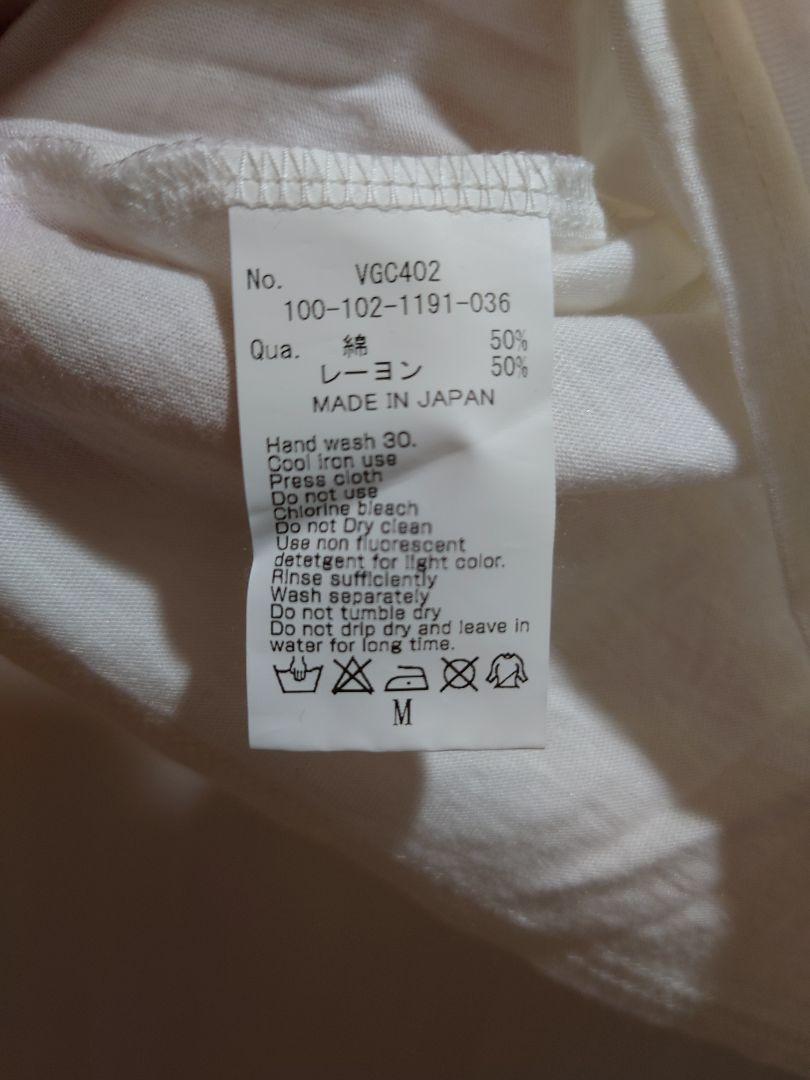 No. VGC402
100-102-1191-036
Qua. 綿 50%
レーヨン 50%
MADE IN JAPAN
Hand wash 30.
Cool iron use
Press cloth
Do not use
Chlorine bleach
Do not Dry clean
Use non fluorescent
detetgent for light color.
Rinse sufficiently
Wash separately
Do not tumble dry
Do not drip dry and leave in
water for long time.
M